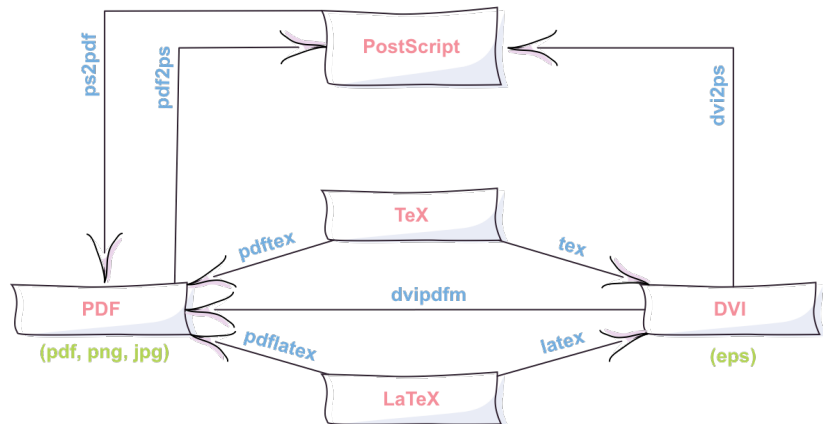 PostScript
ps2pdf
pdf2ps
dvi2ps
TeX
pdftex
tex
PDF
dvipdfm
DVI
(pdf, png, jpg)
pdflatex
latex
(eps)
LaTeX